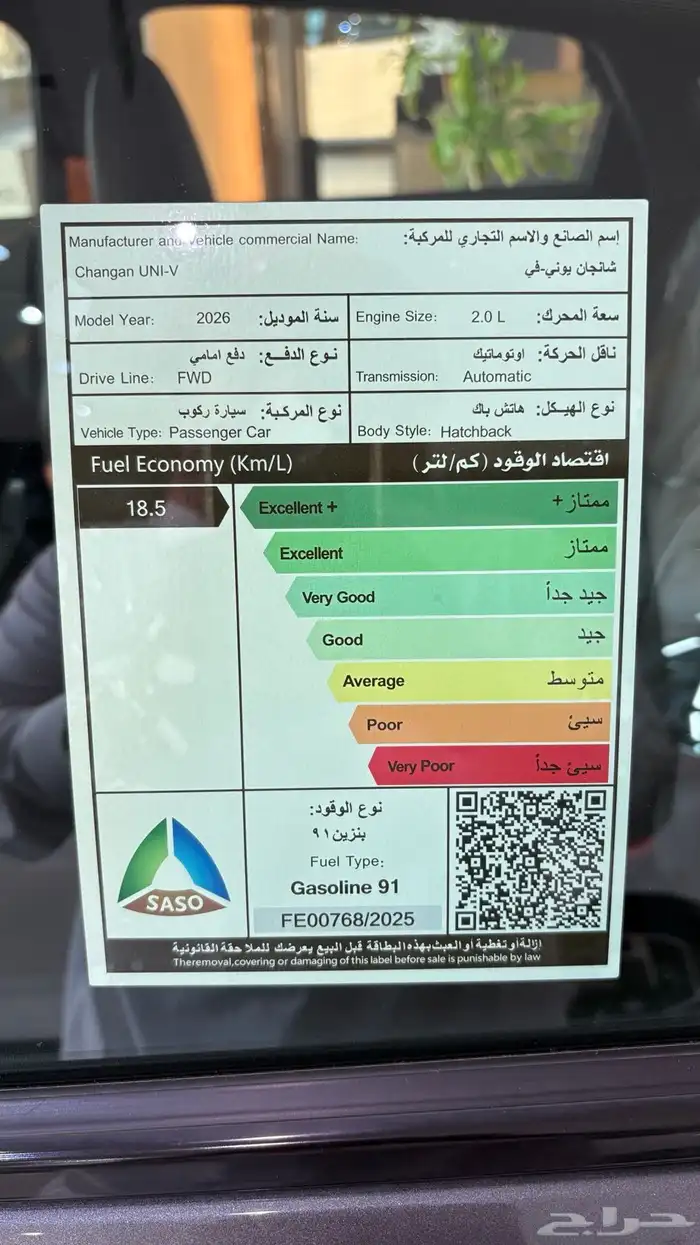 Manufacturer and vehicle commercial Name: إسم الصانع والاسم التجاري للمركبة:
Changan UNI-V شانجان يوني-في
Model Year: 2026 سنة الموديل: Engine Size: 2.0 L سعة المحرك:
نوع الدفع: دفع امامي
Drive Line: FWD
ناقل الحركة: اوتوماتيك
Transmission: Automatic
نوع المركبة: سيارة ركوب
Vehicle Type: Passenger Car
نوع الهيكل: هاتش باك
Body Style: Hatchback
Fuel Economy (Km/L) اقتصاد الوقود (كم/لتر)
18.5 Excellent + ممتاز+
Excellent ممتاز
Very Good جيد جداً
Good جيد
Average متوسط
Poor سيئ
Very Poor سيئ جداً
SASO
نوع الوقود:
بنزين ٩١
Fuel Type:
Gasoline 91
FE00768/2025
إزالة أو تغطية أو العبث بهذه البطاقة قبل البيع يعرضك للملاحقة القانونية
Theremoval,covering or damaging of this label before sale is punishable by law
حراج